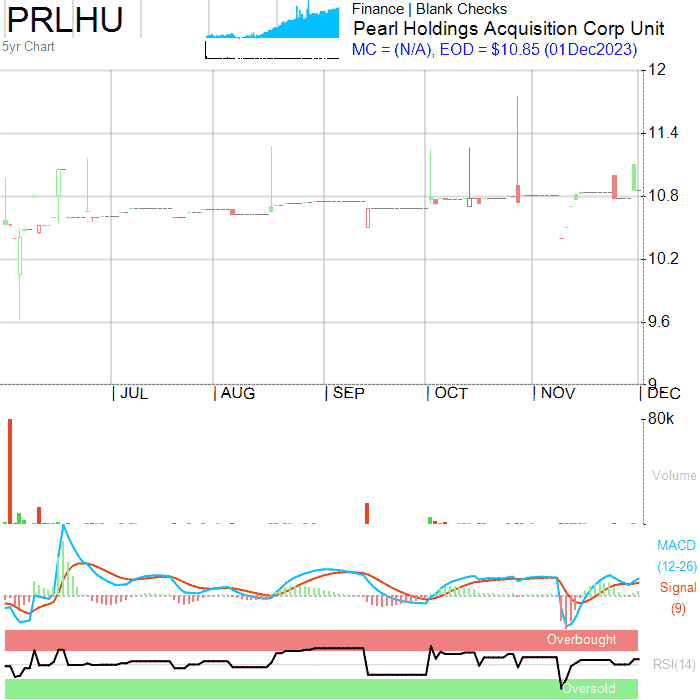 PRLHU
5yr Chart
Finance | Blank Checks
Pearl Holdings Acquisition Corp Unit
MC = (N/A), EOD = $10.85 (01Dec2023)
12
11.4
10.8
10.2
9.6
9
JUL
AUG
SEP
OCT
NOV
DEC
80k
Volume
MACD
(12-26)
Signal
(9)
Overbought
RSI(14)
Oversold